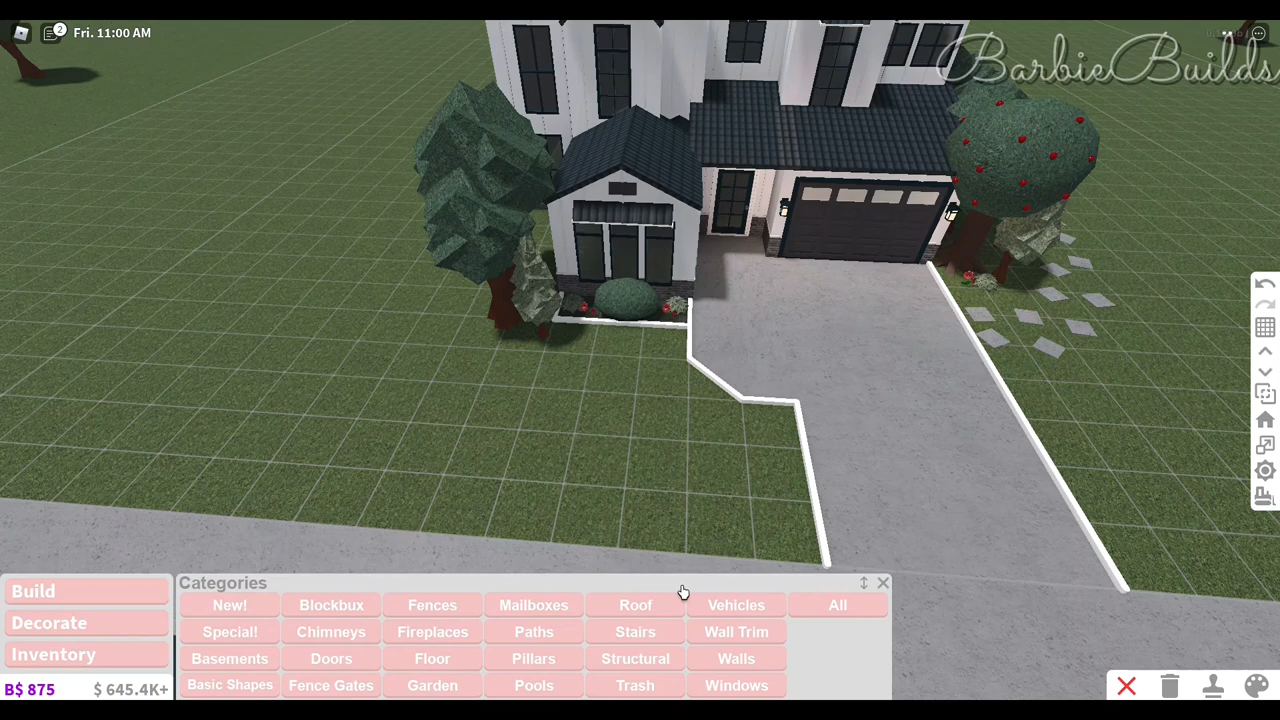 2
Fri. 11:00 AM
BarbieBuilds
Categories
New! Blockbux Fences Mailboxes Roof Vehicles All
Special! Chimneys Fireplaces Paths Stairs Wall Trim
Basements Doors Floor Pillars Structural Walls
Basic Shapes Fence Gates Garden Pools Trash Windows
Build
Decorate
Inventory
B$ 875 $ 645.4K+